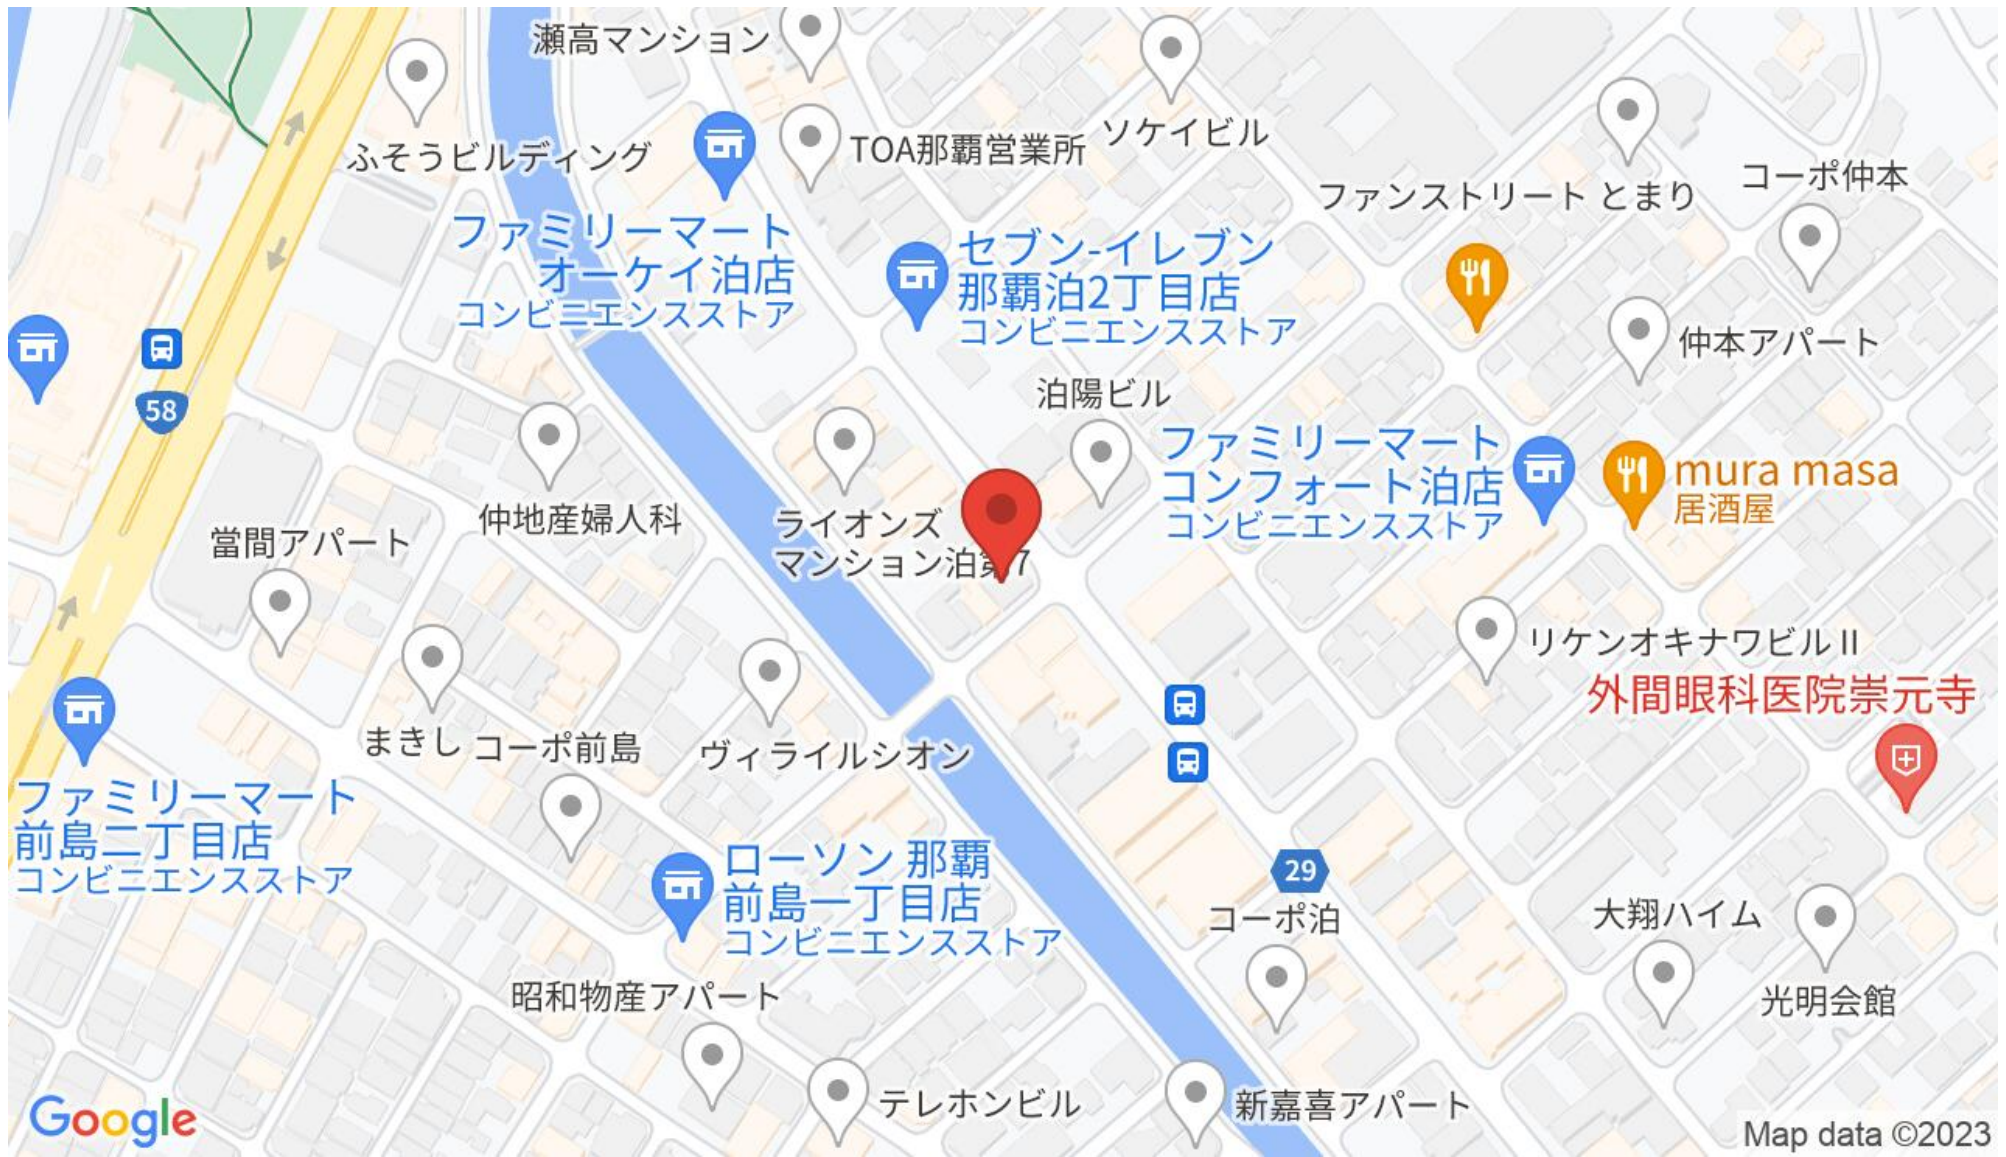 瀬高マンション
ふそうビルディング
TOA那覇営業所
ソケイビル
ファンストリート とまり
コーポ仲本
ファミリーマート
オーケイ泊店
コンビニエンスストア
セブン-イレブン
那覇泊2丁目店
コンビニエンスストア
仲本アパート
58
泊陽ビル
ファミリーマート
コンフォート泊店
コンビニエンスストア
mura masa
居酒屋
當間アパート
仲地産婦人科
ライオンズ
マンション泊第7
リケンオキナワビルⅡ
外間眼科医院崇元寺
まきし
コーポ前島
ヴィライルシオン
ファミリーマート
前島二丁目店
コンビニエンスストア
ローソン 那覇
前島一丁目店
コンビニエンスストア
29
コーポ泊
大翔ハイム
光明会館
昭和物産アパート
テレホンビル
新嘉喜アパート
Google
Map data ©2023